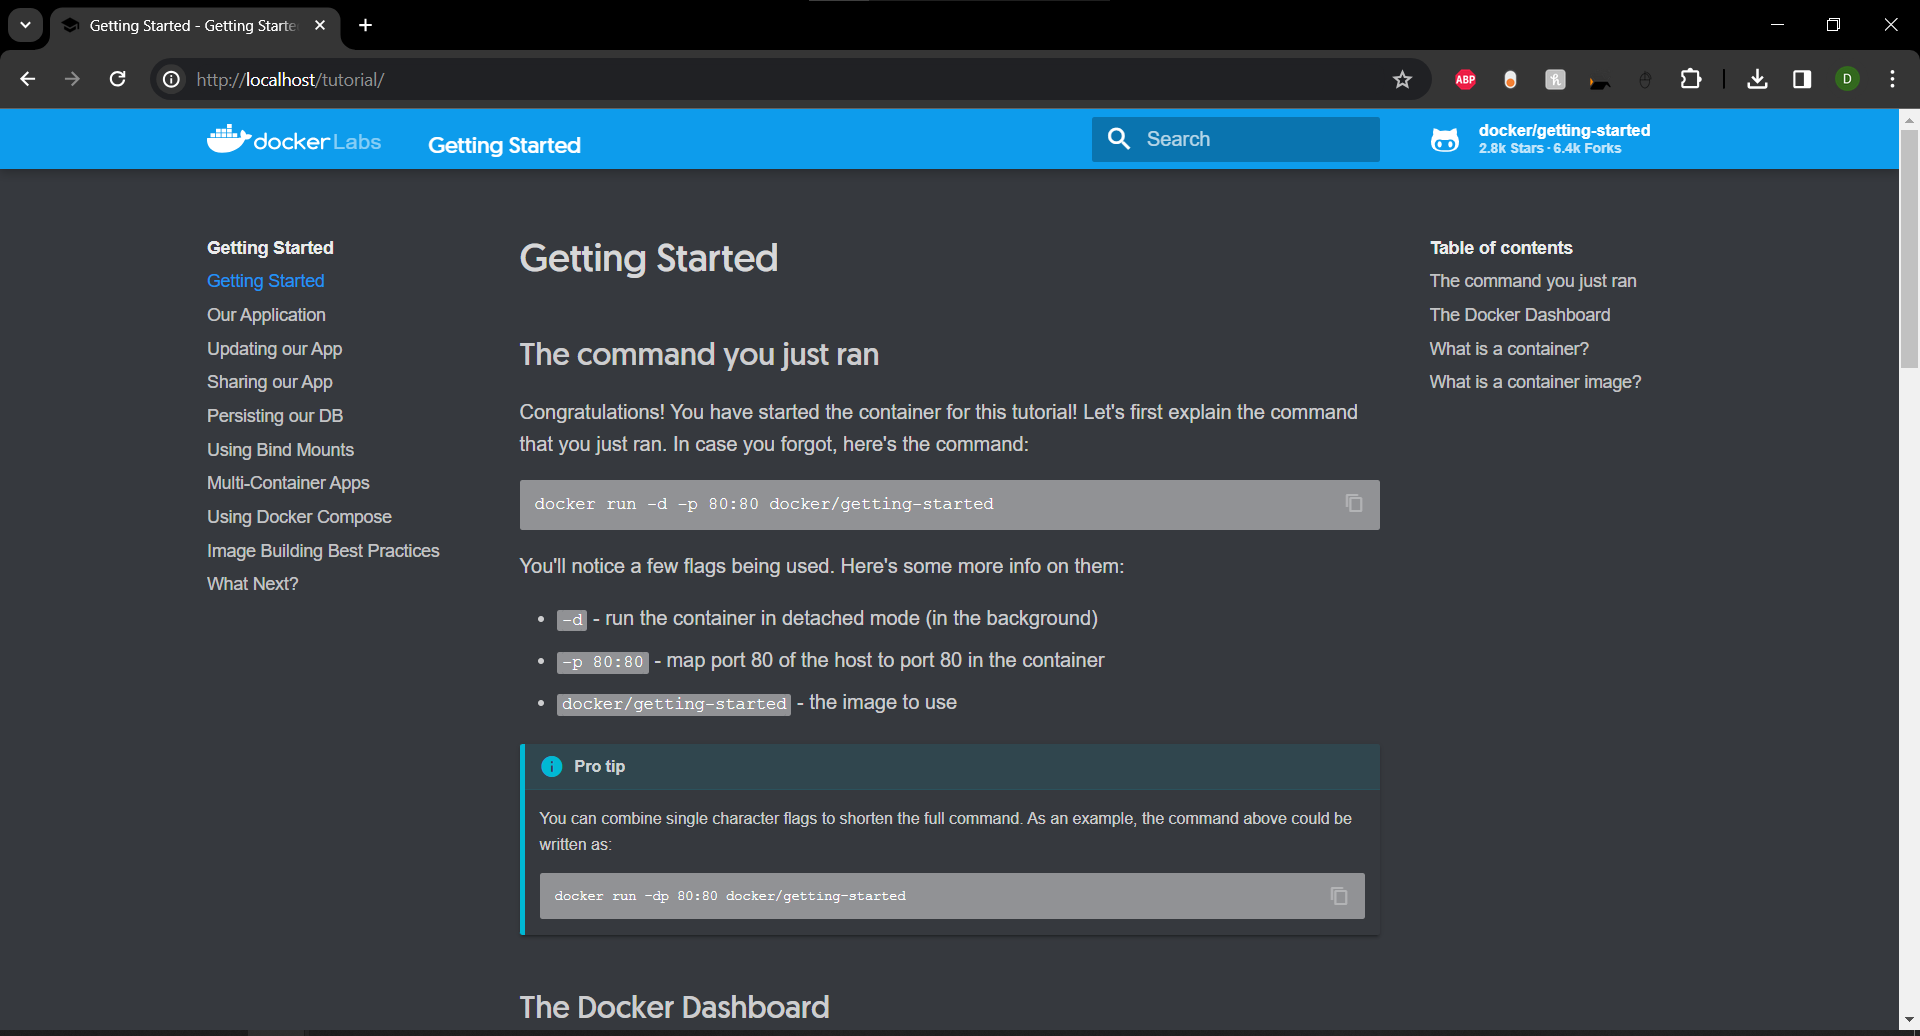 Getting Started - Getting Starte
http://localhost/tutorial/
ABP
D
dockerLabs
Getting Started
Search
docker/getting-started
2.8k Stars · 6.4k Forks
Getting Started
Getting Started
Our Application
Updating our App
Sharing our App
Persisting our DB
Using Bind Mounts
Multi-Container Apps
Using Docker Compose
Image Building Best Practices
What Next?
Getting Started
The command you just ran
Congratulations! You have started the container for this tutorial! Let's first explain the command
that you just ran. In case you forgot, here's the command:
docker run -d -p 80:80 docker/getting-started
You'll notice a few flags being used. Here's some more info on them:
• -d - run the container in detached mode (in the background)
• -p 80:80 - map port 80 of the host to port 80 in the container
• docker/getting-started - the image to use
Pro tip
You can combine single character flags to shorten the full command. As an example, the command above could be
written as:
docker run -dp 80:80 docker/getting-started
The Docker Dashboard
Table of contents
The command you just ran
The Docker Dashboard
What is a container?
What is a container image?